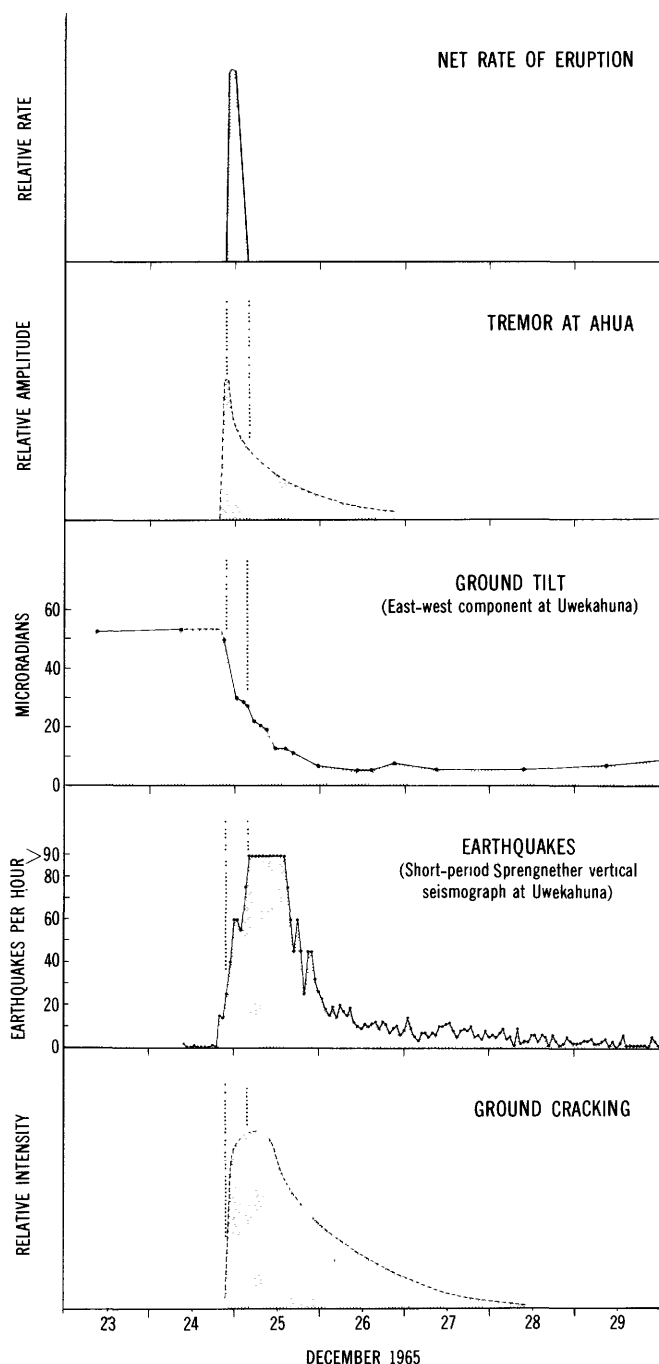 NET RATE OF ERUPTION
RELATIVE RATE
TREMOR AT AHUA
RELATIVE AMPLITUDE
GROUND TILT
(East-west component at Uwekahuna)
MICRORADIANS
60
40
20
0
EARTHQUAKES
(Short-period Sprengnether vertical
seismograph at Uwekahuna)
EARTHQUAKES PER HOUR
>90
80
60
40
20
0
GROUND CRACKING
RELATIVE INTENSITY
23 24 25 26 27 28 29
DECEMBER 1965